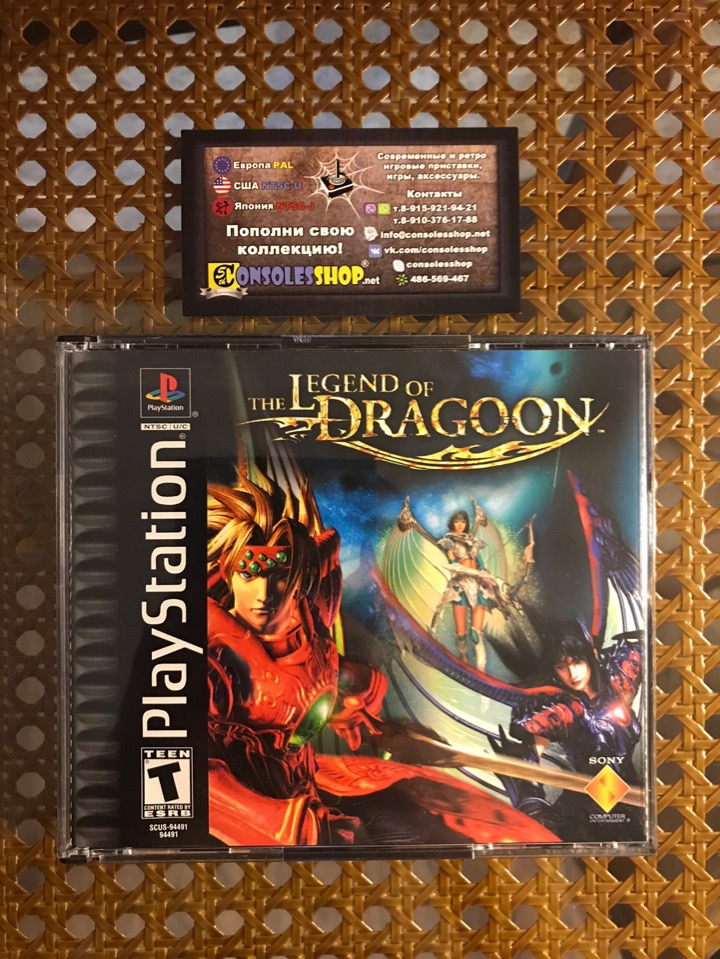 Европа PAL
США NTSC-U
Япония NTSC-J
Пополни свою
коллекцию!
CONSOLESSHOP.net
Современные и ретро
игровые приставки,
игры, аксессуары.
Контакты
т.8-915-921-94-21
т.8-910-376-17-88
info@consolesshop.net
vk.com/consolesshop
consolesshop
486-569-467
PlayStation
NTSC U/C
PlayStation
TEEN
T
CONTENT RATED BY
ESRB
SCUS-94491
94491
THE LEGEND OF
DRAGOON
SONY
COMPUTER
ENTERTAINMENT